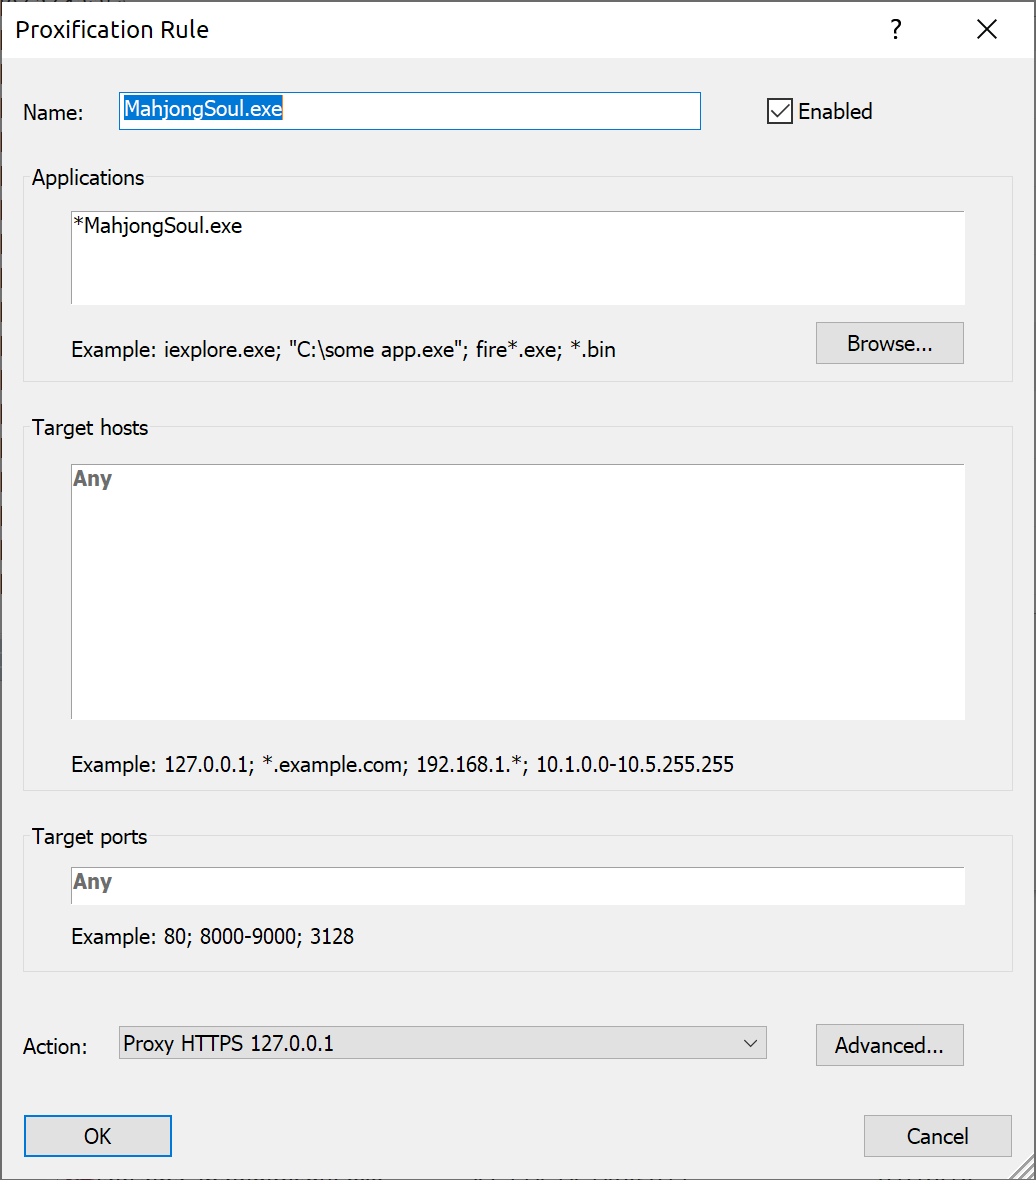 Proxification Rule
Name: MahjongSoul.exe Enabled
Applications
*MahjongSoul.exe
Example: iexplore.exe; "C:\some app.exe"; fire*.exe; *.bin Browse...
Target hosts
Any
Example: 127.0.0.1; *.example.com; 192.168.1.*; 10.1.0.0-10.5.255.255
Target ports
Any
Example: 80; 8000-9000; 3128
Action: Proxy HTTPS 127.0.0.1 Advanced...
OK Cancel